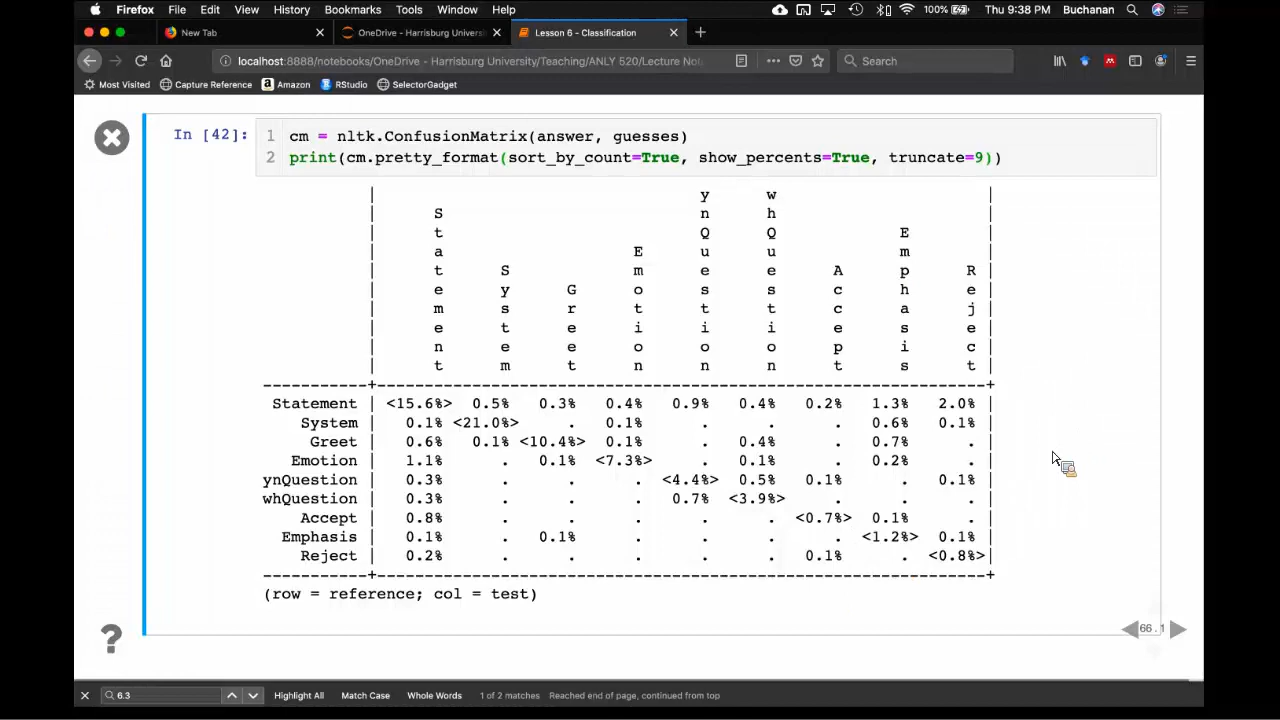 Firefox File Edit View History Bookmarks Tools Window Help 100% Thu 9:38 PM Buchanan
New Tab OneDrive - Harrisburg Universi Lesson 6 - Classification
localhost:8888/notebooks/OneDrive - Harrisburg University/Teaching/ANLY 520/Lecture Not Search
Most Visited Capture Reference Amazon RStudio SelectorGadget
In [42]:
1 cm = nltk.ConfusionMatrix(answer, guesses)
2 print(cm.pretty_format(sort_by_count=True, show_percents=True, truncate=9))
Statement System Greet Emotion ynQuestion whQuestion Accept Emphasis Reject
-----------+----------------------------------------------------------------+
Statement | <15.6%> 0.5% 0.3% 0.4% 0.9% 0.4% 0.2% 1.3% 2.0% |
System | 0.1% <21.0%> . 0.1% . . . 0.6% 0.1% |
Greet | 0.6% 0.1% <10.4%> 0.1% . 0.4% . 0.7% . |
Emotion | 1.1% . 0.1% <7.3%> . 0.1% . 0.2% . |
ynQuestion | 0.3% . . . <4.4%> 0.5% 0.1% . 0.1% |
whQuestion | 0.3% . . . 0.7% <3.9%> . . . |
Accept | 0.8% . . . . . <0.7%> 0.1% . |
Emphasis | 0.1% . 0.1% . . . . <1.2%> 0.1% |
Reject | 0.2% . . . . . 0.1% . <0.8%>|
-----------+----------------------------------------------------------------+
(row = reference; col = test)
?
66.1
6.3 Highlight All Match Case Whole Words 1 of 2 matches Reached end of page, continued from top